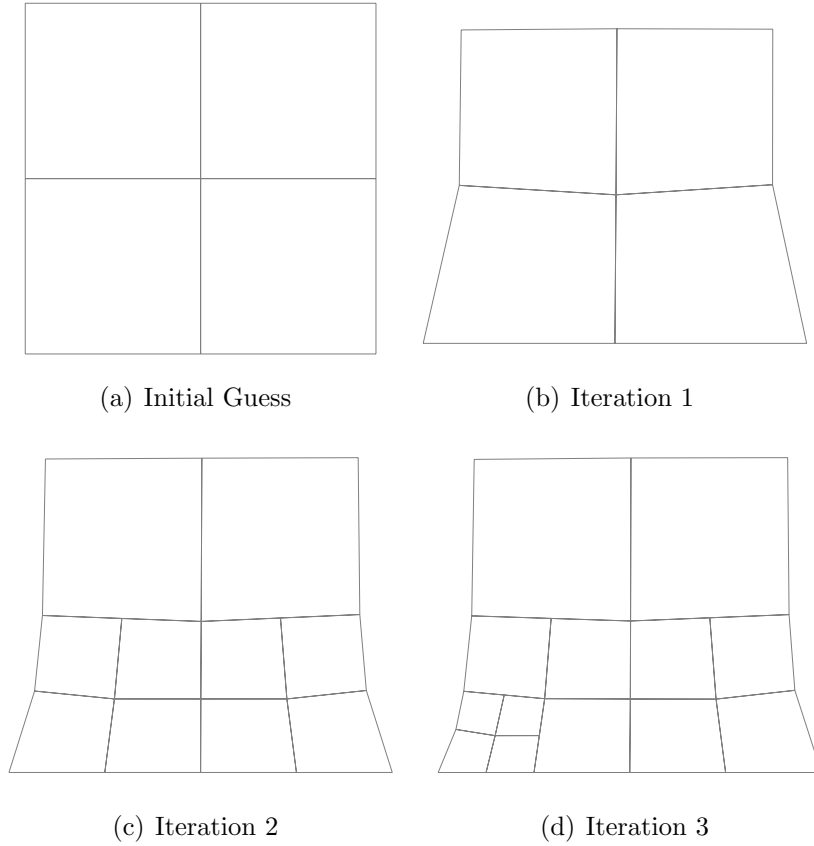 (a) Initial Guess
(b) Iteration 1
(c) Iteration 2
(d) Iteration 3